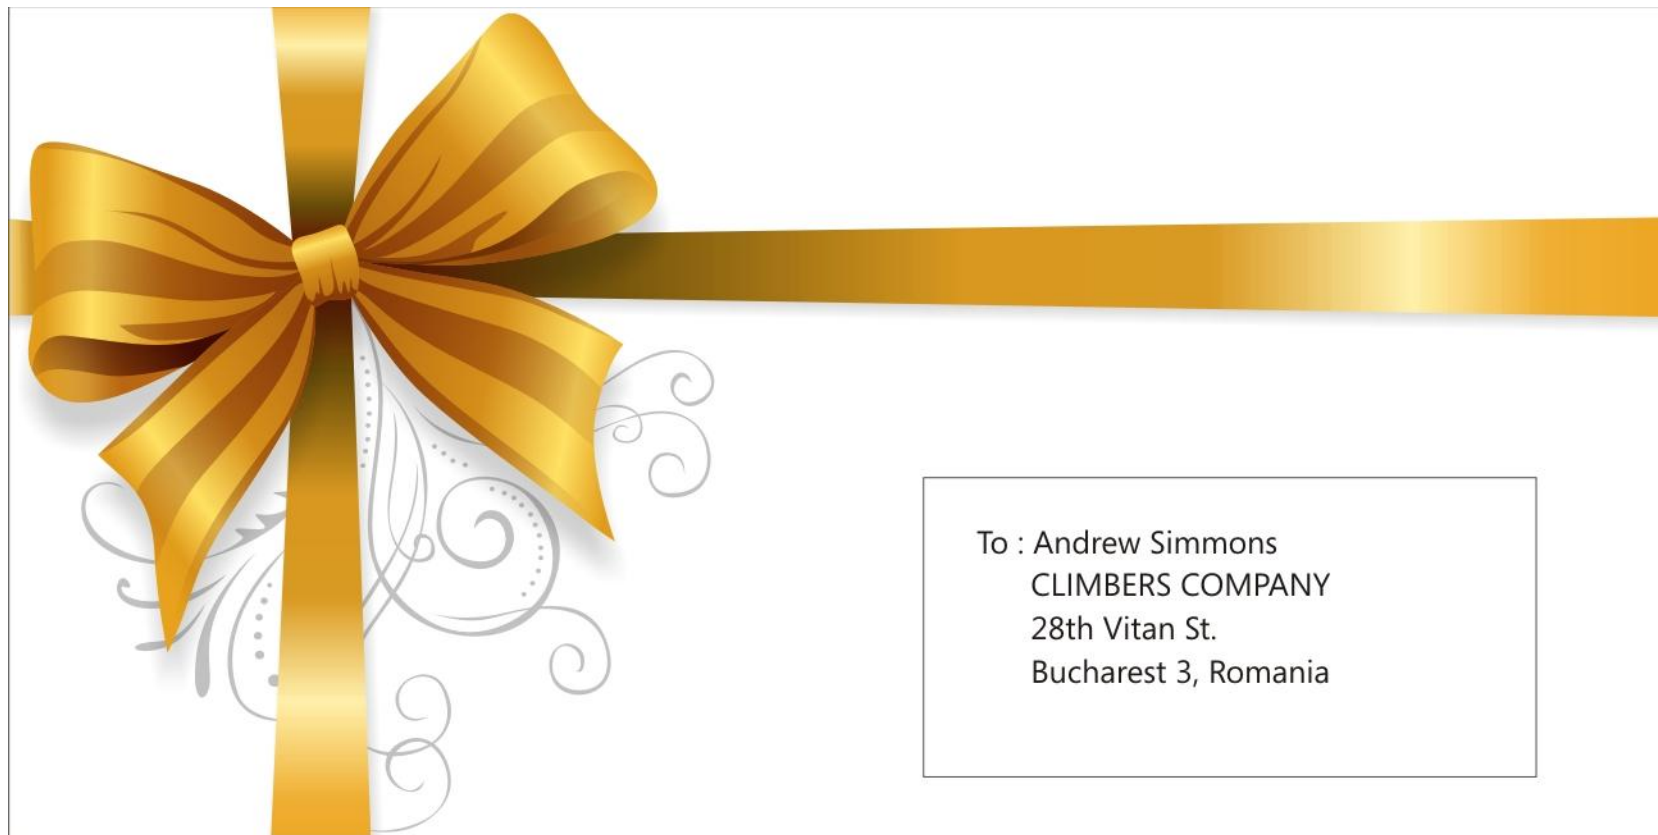 To : Andrew Simmons
CLIMBERS COMPANY
28th Vitan St.
Bucharest 3, Romania